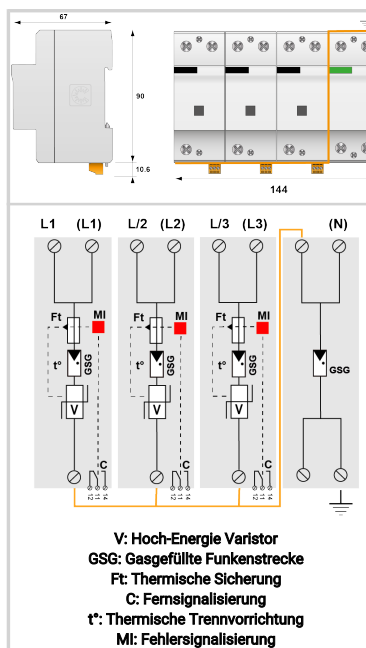 67
90
10.6
144
L1 (L1) L/2 (L2) L/3 (L3) (N)
Ft MI Ft MI Ft MI
t° GSG t° GSG t° GSG GSG
V V V
C C C
12 11 14 12 11 14 12 11 14
V: Hoch-Energie Varistor
GSG: Gasgefüllte Funkenstrecke
Ft: Thermische Sicherung
C: Fernsignalisierung
t°: Thermische Trennvorrichtung
MI: Fehlersignalisierung